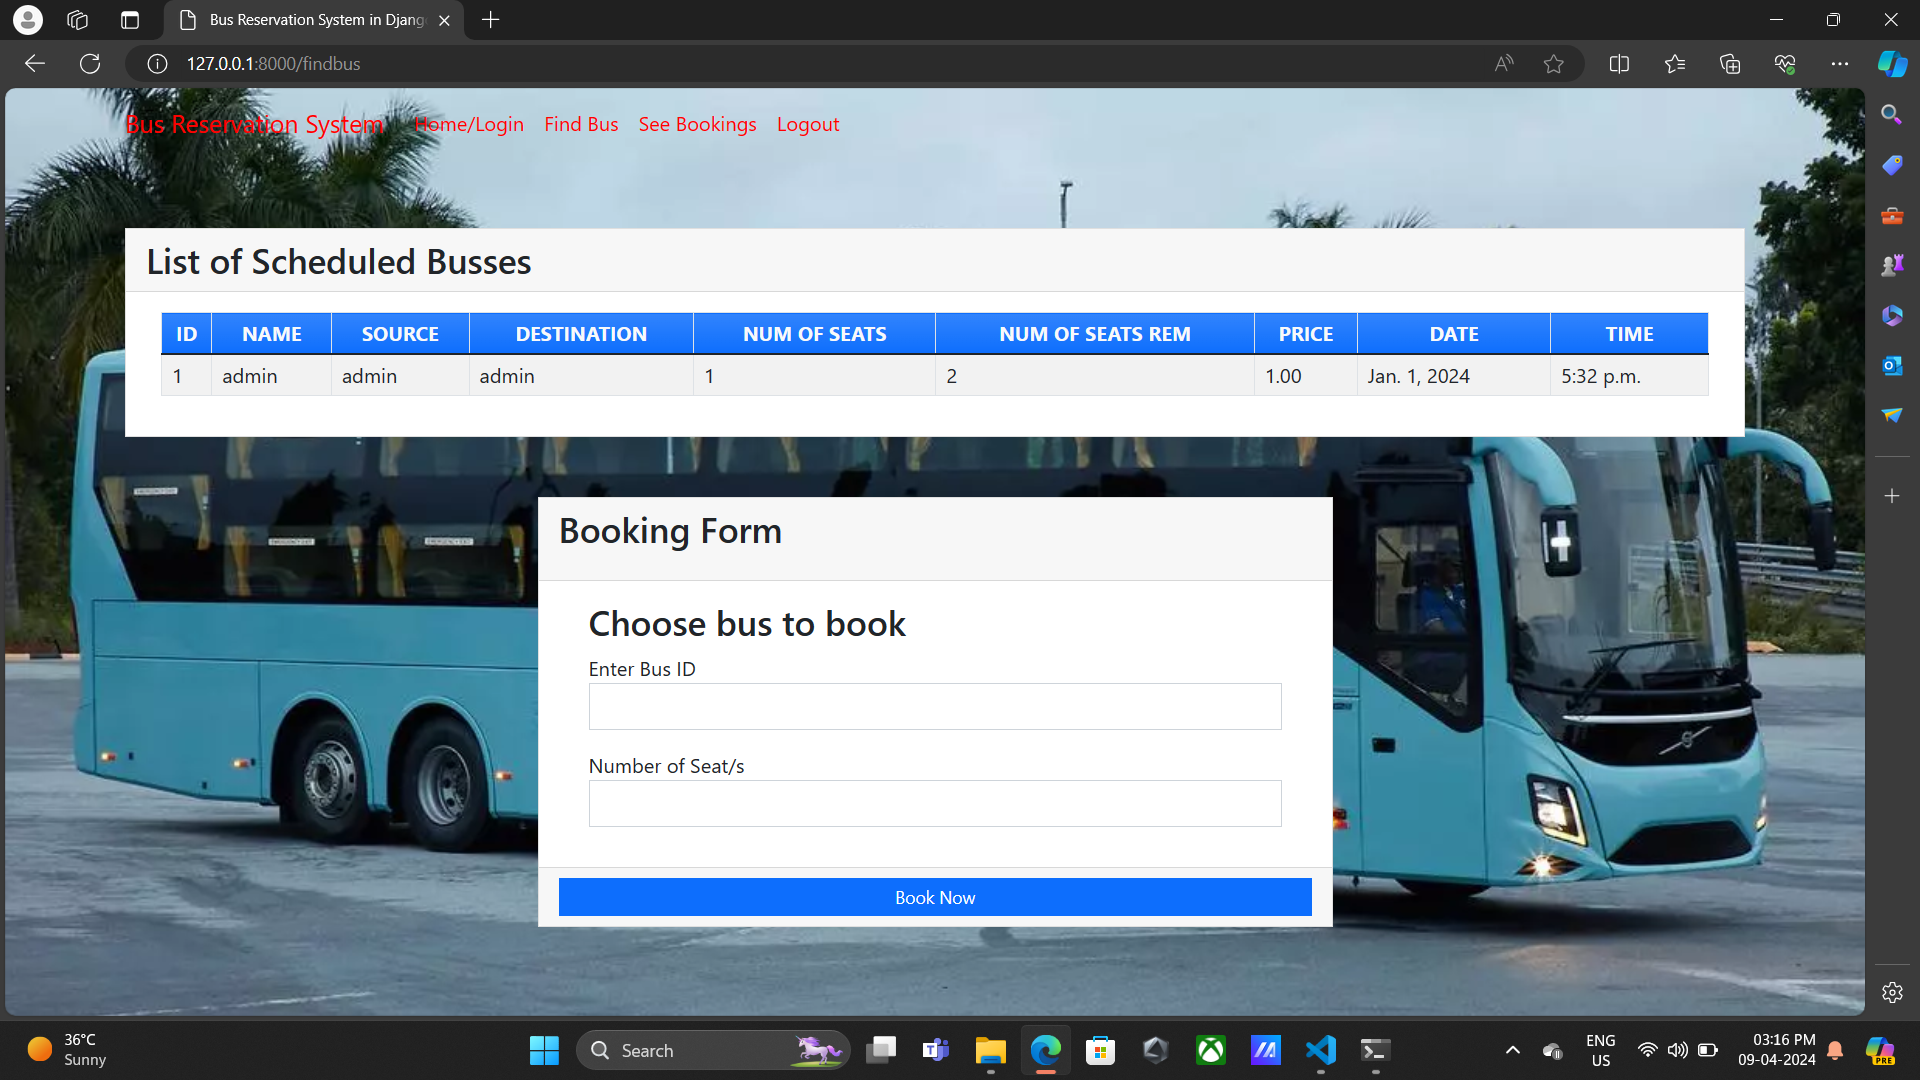 Bus Reservation System in Djang
127.0.0.1:8000/findbus
Bus Reservation System Home/Login Find Bus See Bookings Logout
List of Scheduled Busses
ID NAME SOURCE DESTINATION NUM OF SEATS NUM OF SEATS REM PRICE DATE TIME
1 admin admin admin 1 2 1.00 Jan. 1, 2024 5:32 p.m.
Booking Form
Choose bus to book
Enter Bus ID
Number of Seat/s
Book Now
36°C
Sunny
Search
ENG
US
03:16 PM
09-04-2024
PRE